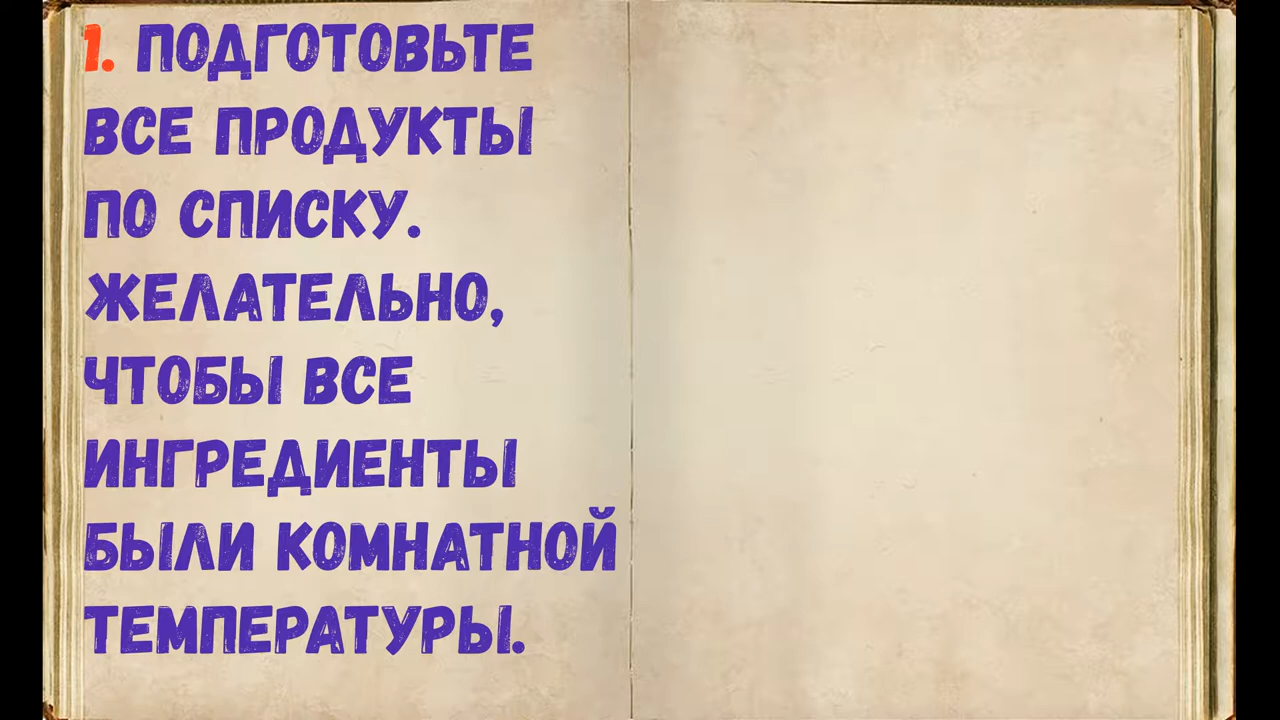 1. ПОДГОТОВЬТЕ
ВСЕ ПРОДУКТЫ
ПО СПИСКУ.
ЖЕЛАТЕЛЬНО,
ЧТОБЫ ВСЕ
ИНГРЕДИЕНТЫ
БЫЛИ КОМНАТНОЙ
ТЕМПЕРАТУРЫ.